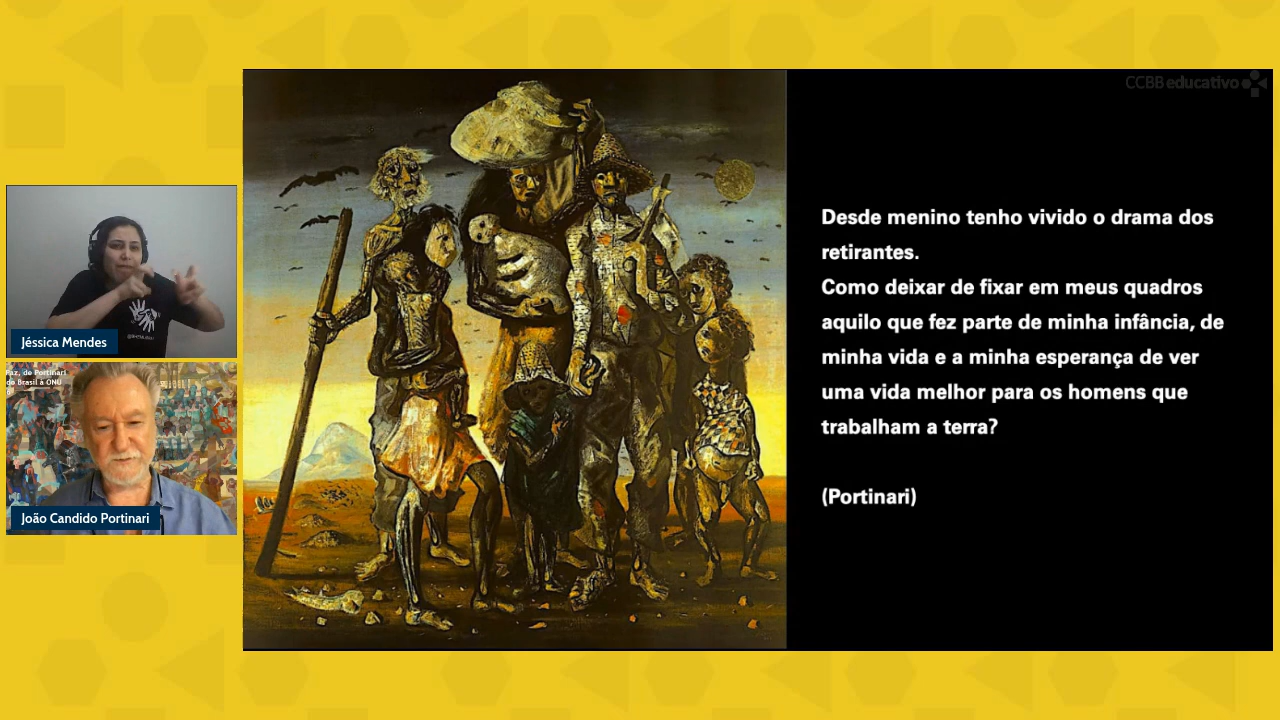 CCBB educativo
Desde menino tenho vivido o drama dos
retirantes.
Como deixar de fixar em meus quadros
aquilo que fez parte de minha infância, de
minha vida e a minha esperança de ver
uma vida melhor para os homens que
trabalham a terra?
(Portinari)
Jéssica Mendes
Paz, de Portinari
do Brasil à ONU
João Candido Portinari